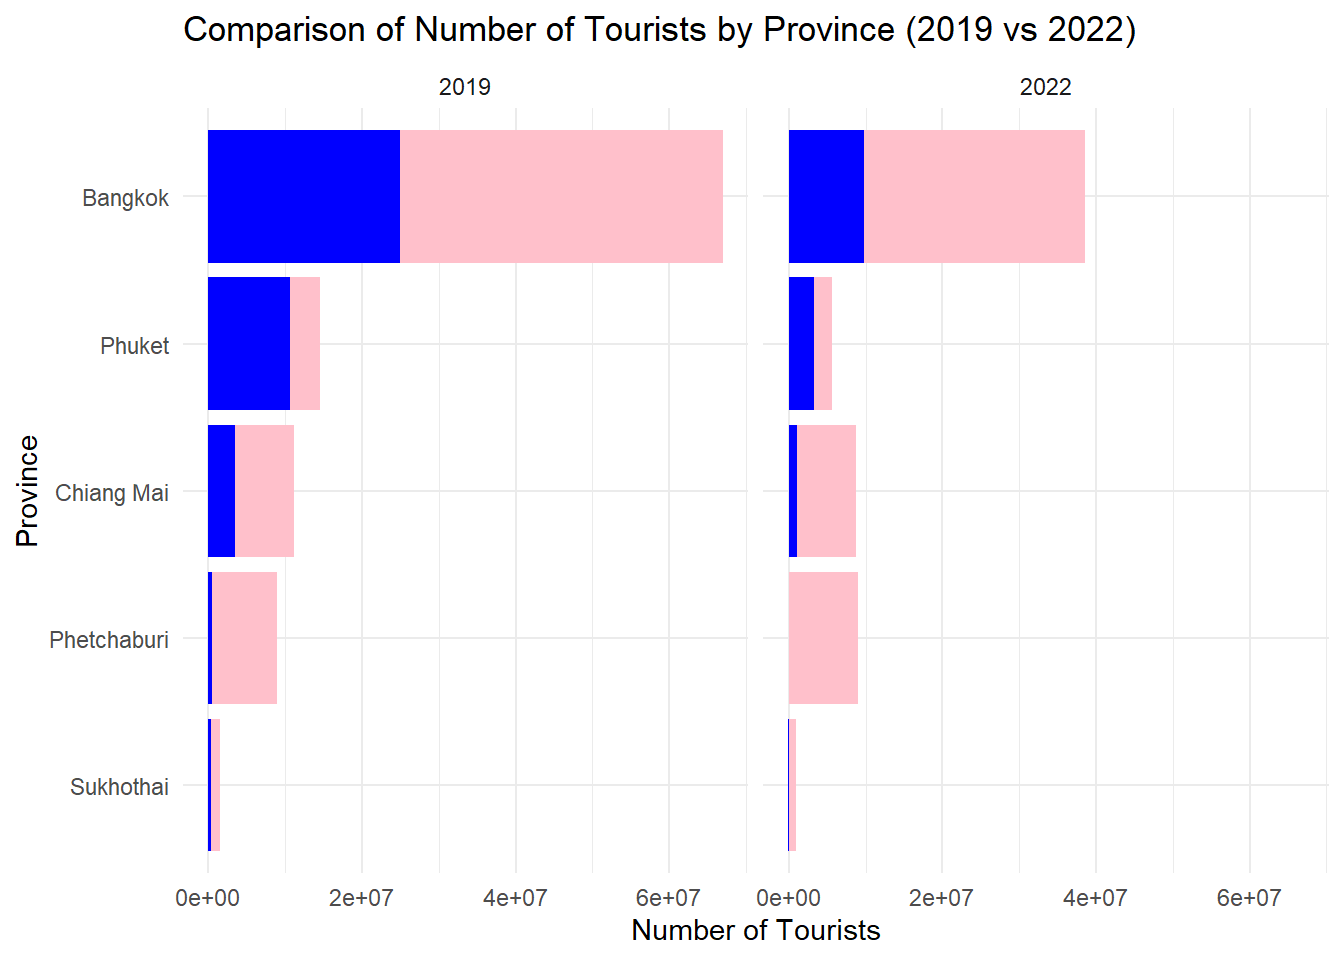 Comparison of Number of Tourists by Province (2019 vs 2022)
2019
2022
Province
Bangkok
Phuket
Chiang Mai
Phetchaburi
Sukhothai
0e+00 2e+07 4e+07 6e+07 0e+00 2e+07 4e+07 6e+07
Number of Tourists